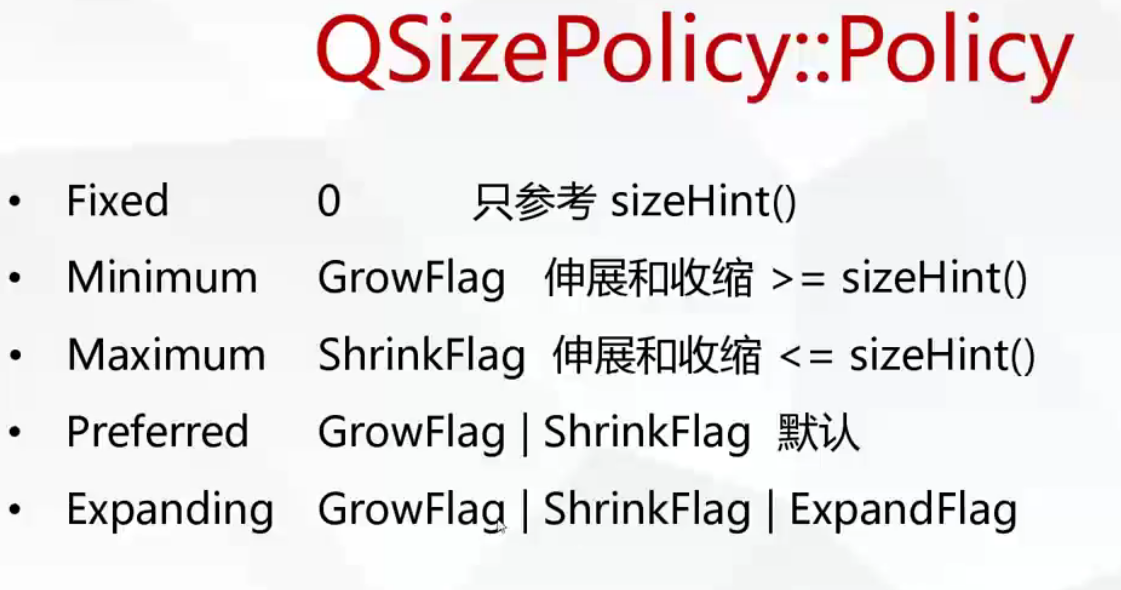 QSizePolicy::Policy
• Fixed 0 只参考 sizeHint()
• Minimum GrowFlag 伸展和收缩 >= sizeHint()
• Maximum ShrinkFlag 伸展和收缩 <= sizeHint()
• Preferred GrowFlag | ShrinkFlag 默认
• Expanding GrowFlag | ShrinkFlag | ExpandFlag